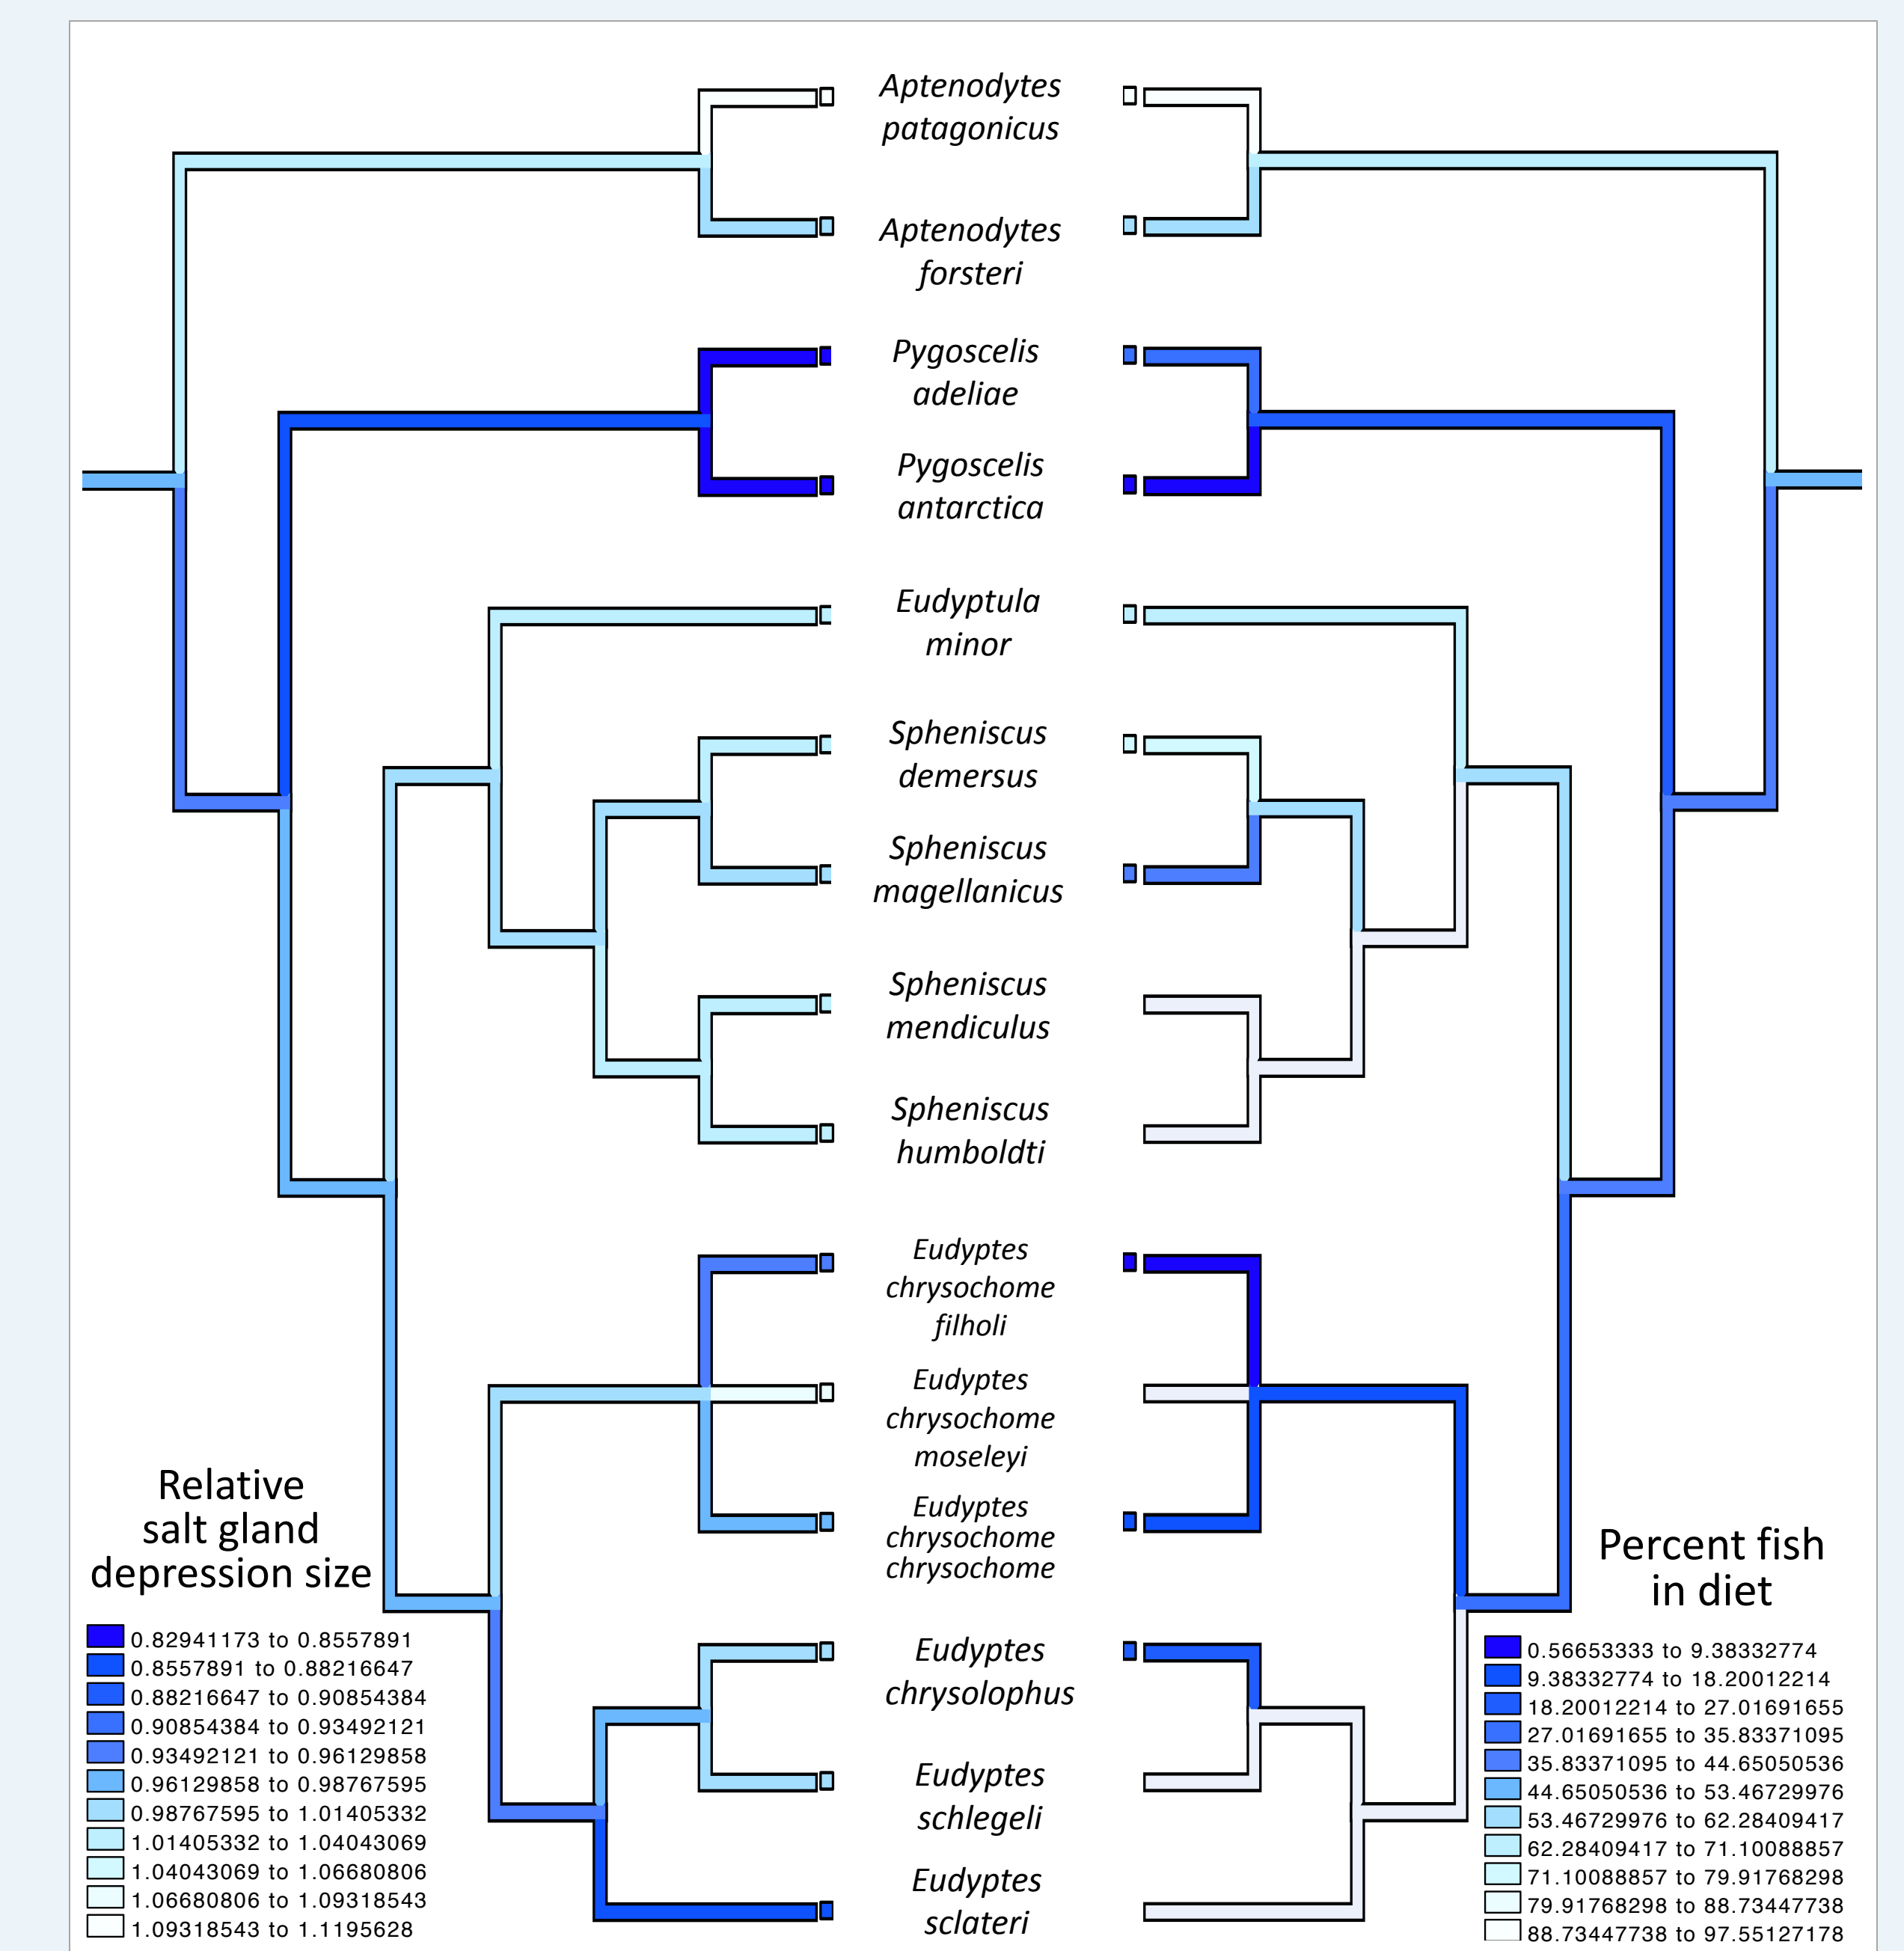 Aptenodytes
patagonicus
Aptenodytes
forsteri
Pygoscelis
adeliae
Pygoscelis
antarctica
Eudyptula
minor
Spheniscus
demersus
Spheniscus
magellanicus
Spheniscus
mendiculus
Spheniscus
humboldti
Eudyptes
chrysochome
filholi
Eudyptes
chrysochome
moseleyi
Eudyptes
chrysochome
chrysochome
Eudyptes
chrysolophus
Eudyptes
schlegeli
Eudyptes
sclateri
Relative
salt gland
depression size
0.82941173 to 0.8557891
0.8557891 to 0.88216647
0.88216647 to 0.90854384
0.90854384 to 0.93492121
0.93492121 to 0.96129858
0.96129858 to 0.98767595
0.98767595 to 1.01405332
1.01405332 to 1.04043069
1.04043069 to 1.06680806
1.06680806 to 1.09318543
1.09318543 to 1.1195628
Percent fish
in diet
0.56653333 to 9.38332774
9.38332774 to 18.20012214
18.20012214 to 27.01691655
27.01691655 to 35.83371095
35.83371095 to 44.65050536
44.65050536 to 53.46729976
53.46729976 to 62.28409417
62.28409417 to 71.10088857
71.10088857 to 79.91768298
79.91768298 to 88.73447738
88.73447738 to 97.55127178